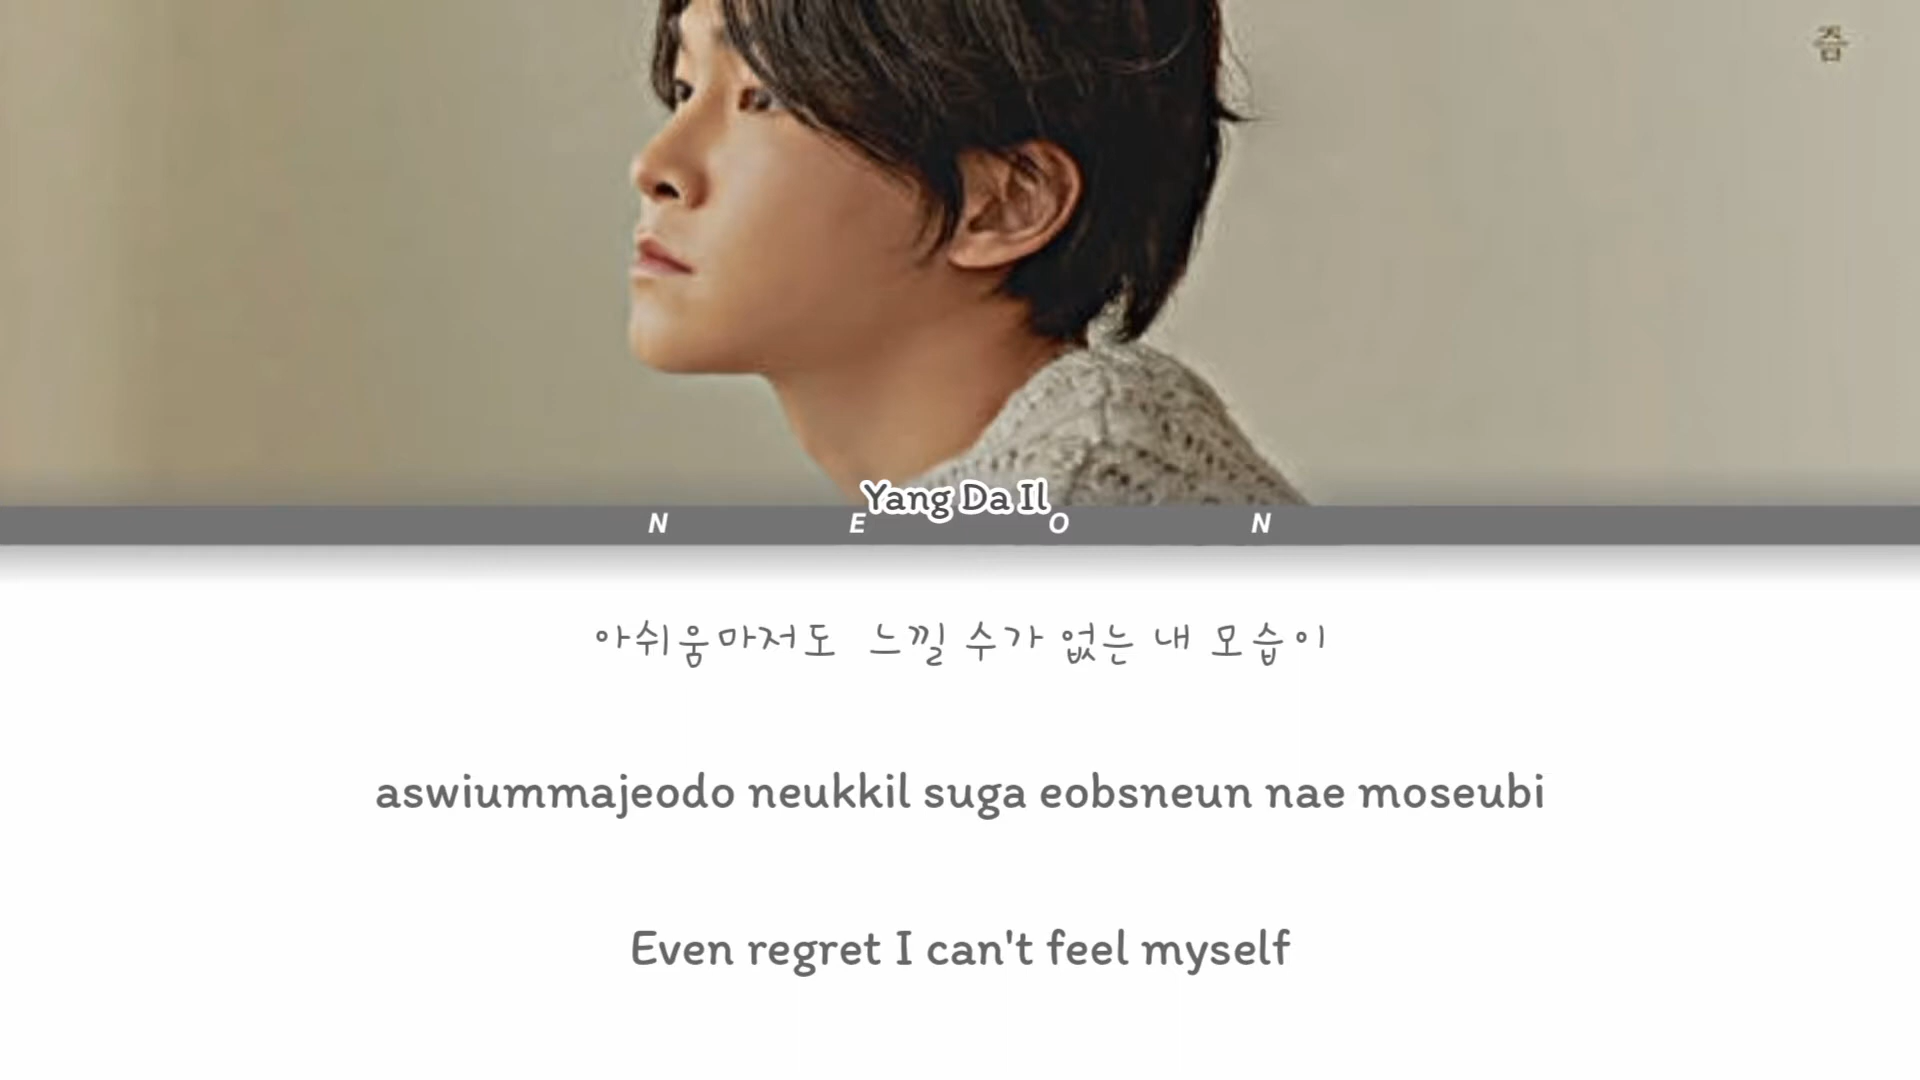 즘
Yang Da Il
N E O N
아쉬움마저도 느낄 수가 없는 내 모습이
aswiummajeodo neukkil suga eobsneun nae moseubi
Even regret I can't feel myself